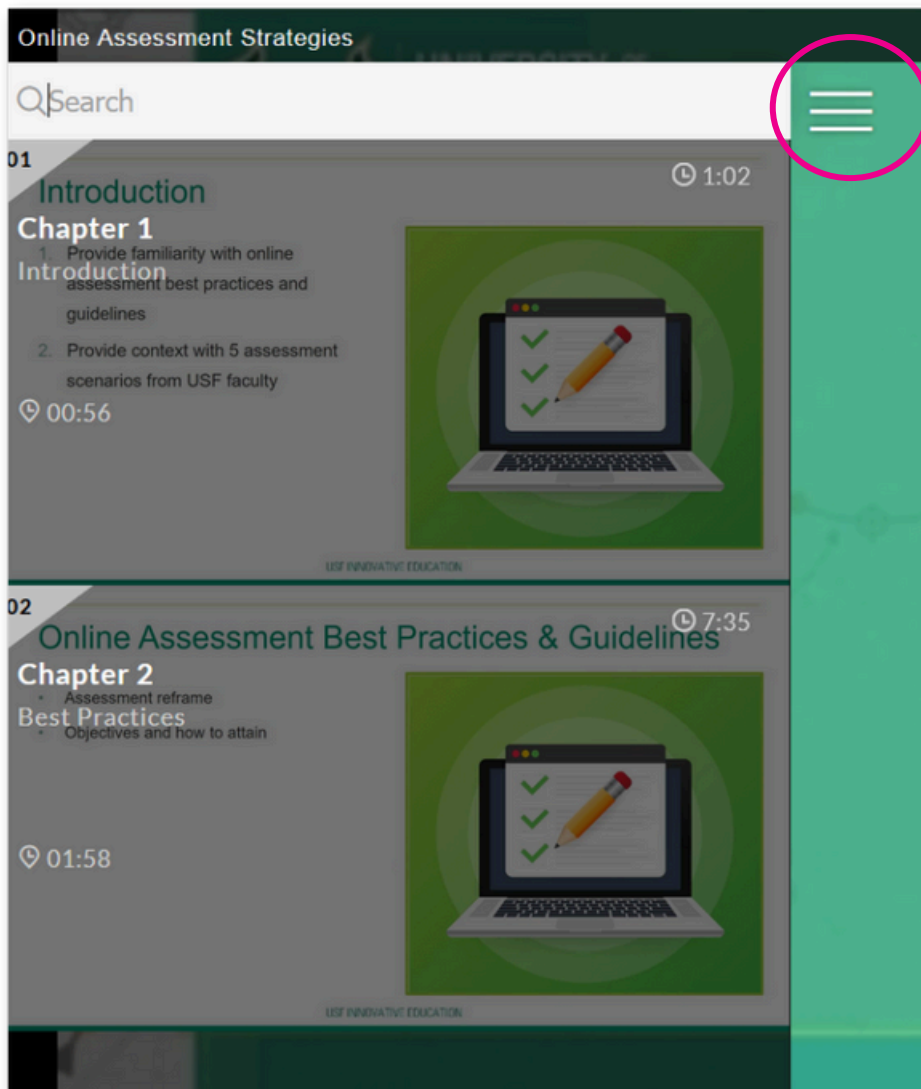 Online Assessment Strategies
UNIVERSITY of
Search
01
1:02
Introduction
Chapter 1
1. Provide familiarity with online
Introduction
assessment best practices and
guidelines
2. Provide context with 5 assessment
scenarios from USF faculty
00:56
USF INNOVATIVE EDUCATION
02
7:35
Online Assessment Best Practices & Guidelines
Chapter 2
• Assessment reframe
Best Practices
• Objectives and how to attain
01:58
USF INNOVATIVE EDUCATION